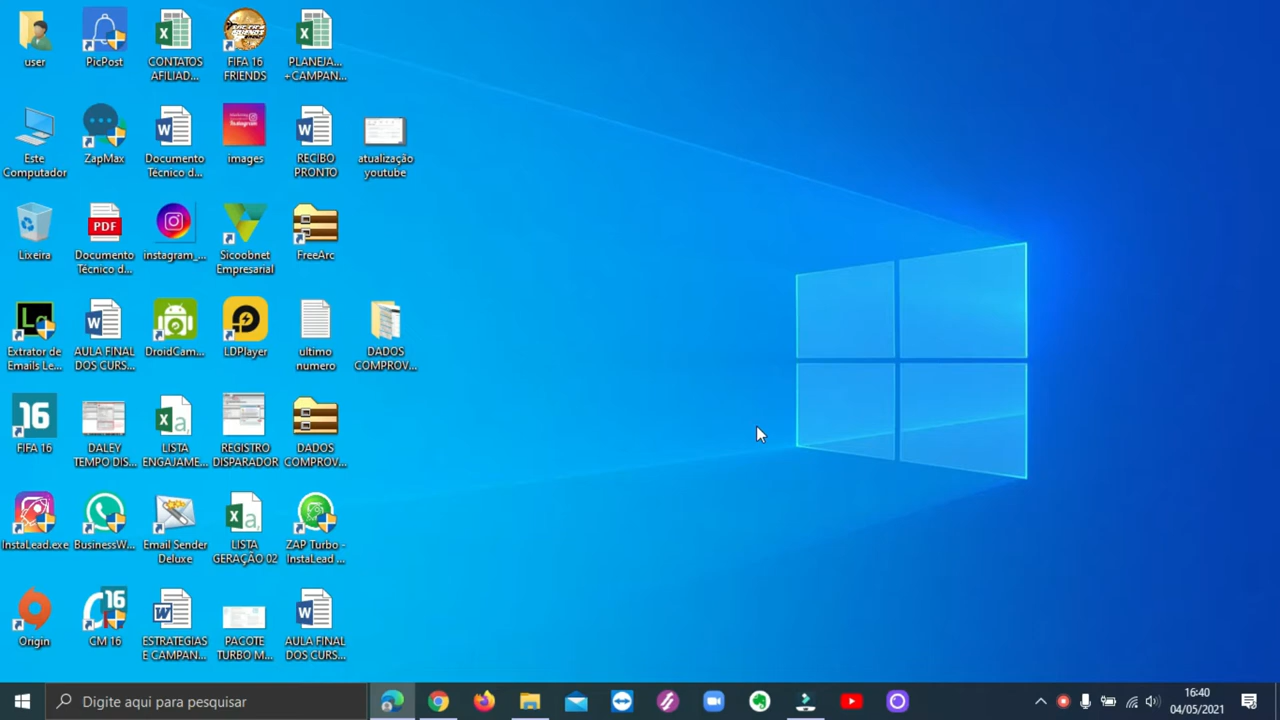 user
PicPost
CONTATOS
AFILIAD...
FIFA 16
FRIENDS
PLANEJA...
+CAMPAN...
Este
Computador
ZapMax
Documento
Técnico d...
images
RECIBO
PRONTO
atualização
youtube
Lixeira
PDF
Documento
Técnico d...
instagram_...
Sicoobnet
Empresarial
FreeArc
Extrator de
Emails Le...
AULA FINAL
DOS CURS...
DroidCam...
LDPlayer
ultimo
numero
DADOS
COMPROV...
16
FIFA 16
DALEY
TEMPO DIS...
LISTA
ENGAJAME...
REGISTRO
DISPARADOR
DADOS
COMPROV...
InstaLead.exe
BusinessW...
Email Sender
Deluxe
LISTA
GERAÇÃO 02
ZAP Turbo -
InstaLead ...
Origin
16
CM 16
ESTRATEGIAS
E CAMPAN...
PACOTE
TURBO M...
AULA FINAL
DOS CURS...
Digite aqui para pesquisar
16:40
04/05/2021